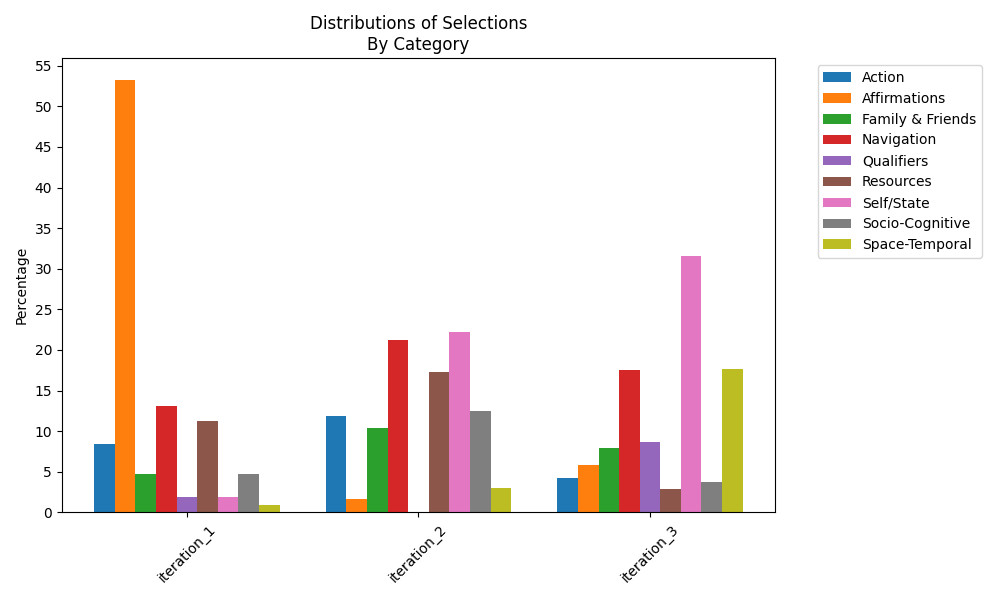 Distributions of Selections
By Category
Percentage
55
50
45
40
35
30
25
20
15
10
5
0
iteration_1
iteration_2
iteration_3
Action
Affirmations
Family & Friends
Navigation
Qualifiers
Resources
Self/State
Socio-Cognitive
Space-Temporal